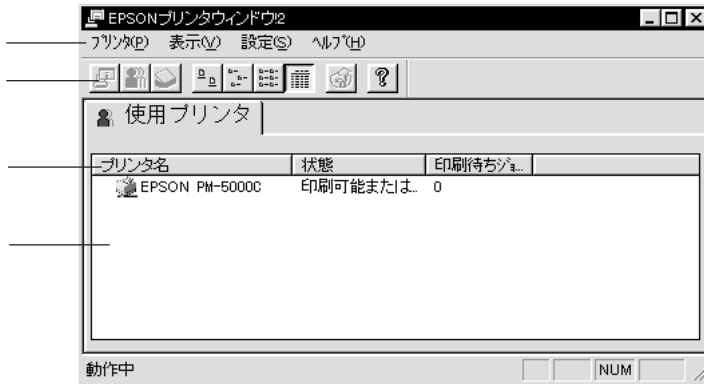 EPSONプリンタウィンドウ!2
プリンタ(P) 表示(V) 設定(S) ヘルプ(H)
使用プリンタ
プリンタ名 状態 印刷待ちジョ...
EPSON PM-5000C 印刷可能または... 0
動作中 NUM